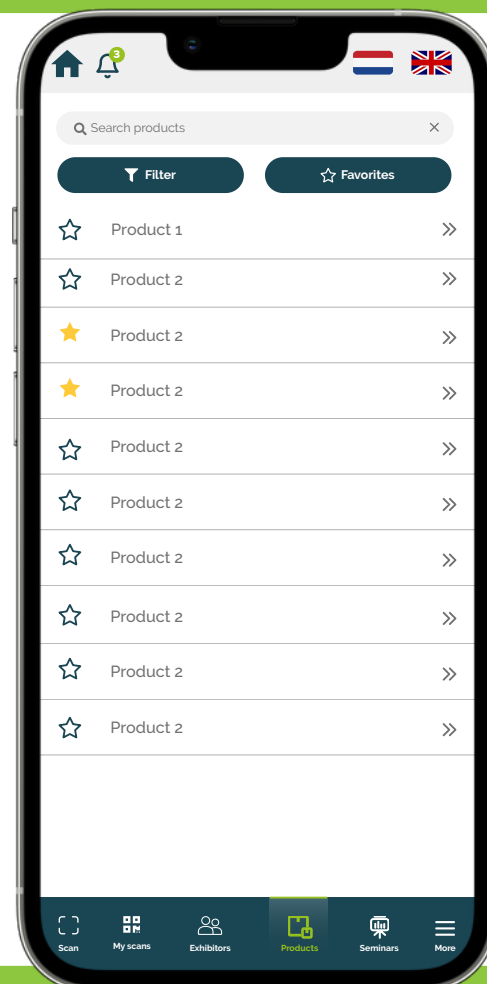 3
Search products
Filter
Favorites
Product 1
Product 2
Product 2
Product 2
Product 2
Product 2
Product 2
Product 2
Product 2
Product 2
Scan
My scans
Exhibitors
Products
Seminars
More